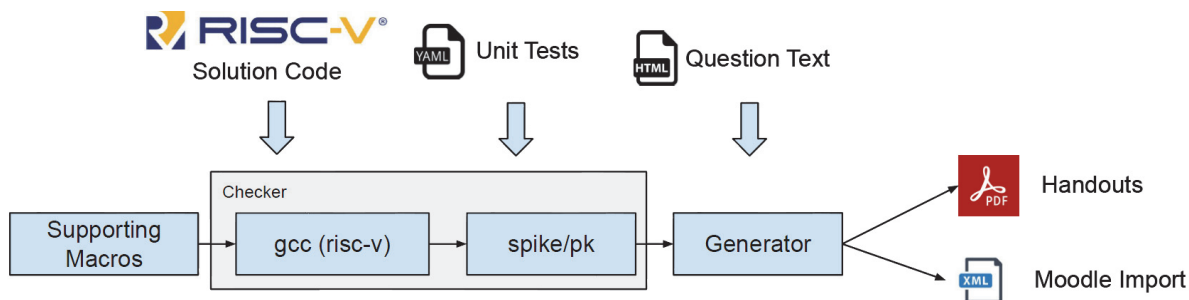 RISC-V®
Solution Code
YAML
Unit Tests
HTML
Question Text
Checker
Supporting
Macros
gcc (risc-v)
spike/pk
Generator
PDF
Handouts
XML
Moodle Import